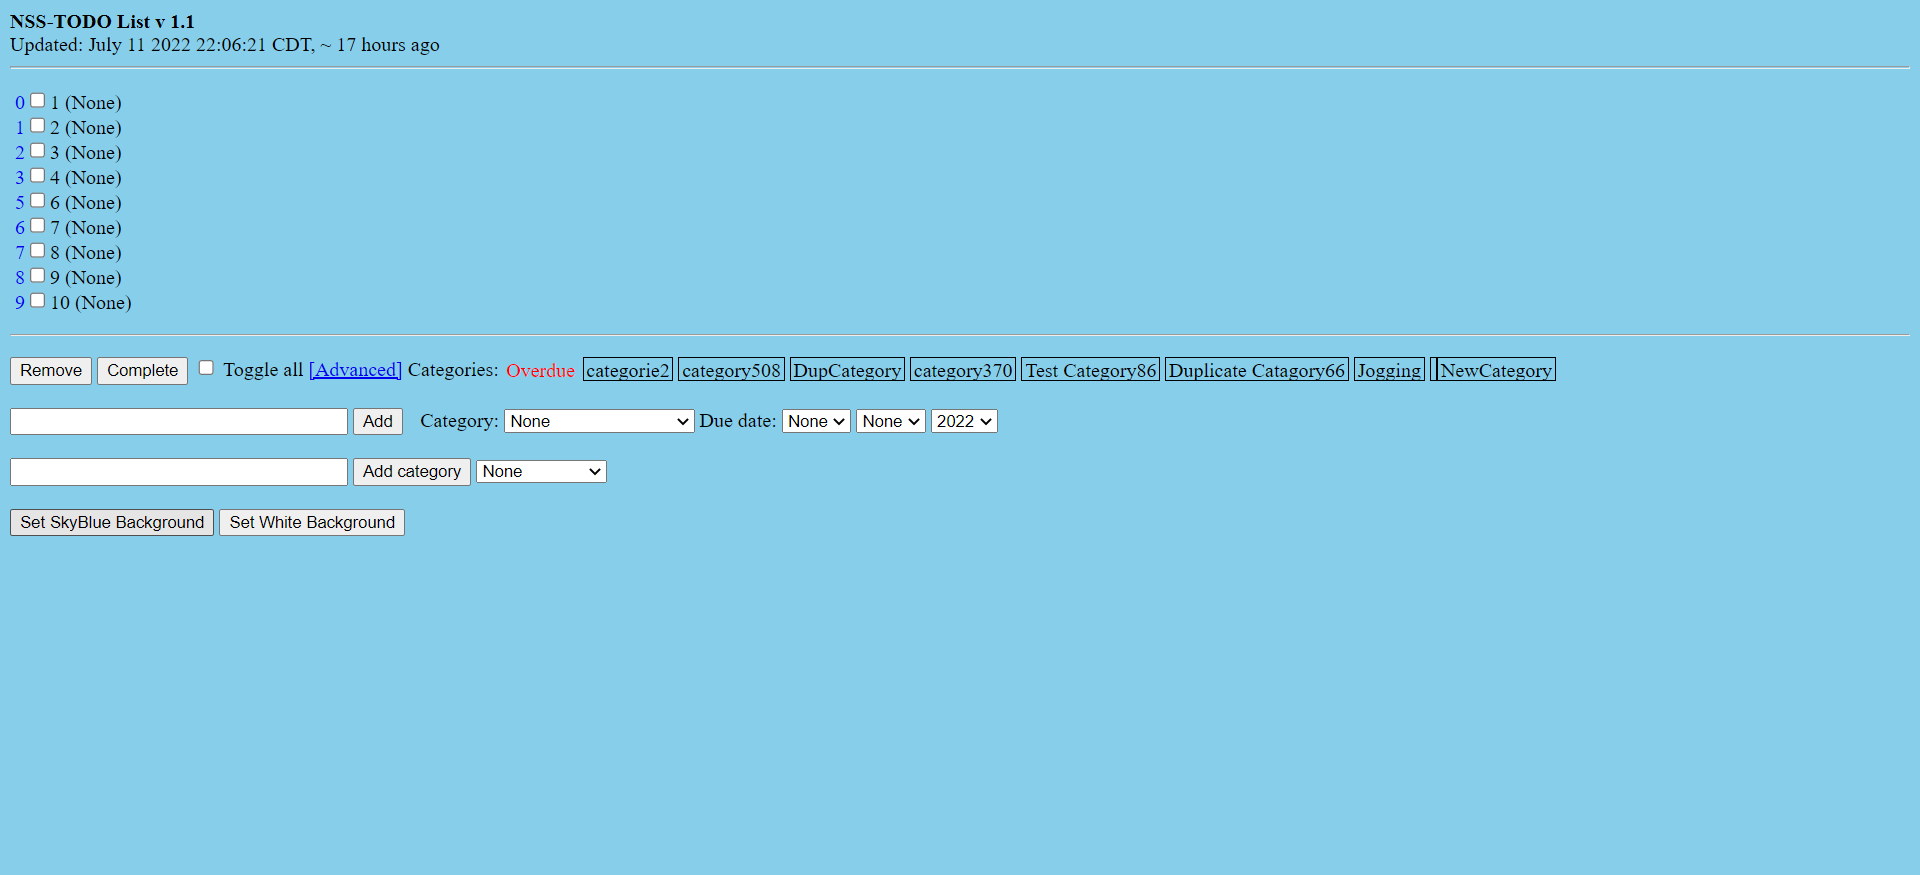 NSS-TODO List v 1.1
Updated: July 11 2022 22:06:21 CDT, ~ 17 hours ago
0 1 (None)
1 2 (None)
2 3 (None)
3 4 (None)
5 6 (None)
6 7 (None)
7 8 (None)
8 9 (None)
9 10 (None)
Remove Complete Toggle all [Advanced] Categories: Overdue categorie2 category508 DupCategory category370 Test Category86 Duplicate Catagory66 Jogging NewCategory
Add Category: None Due date: None None 2022
Add category None
Set SkyBlue Background Set White Background